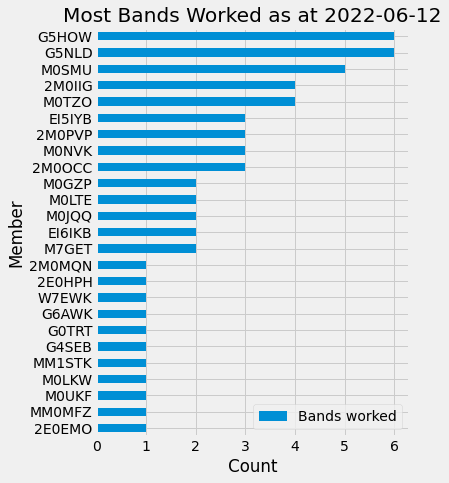 Most Bands Worked as at 2022-06-12
G5HOW
G5NLD
M0SMU
2M0IIG
M0TZO
EI5IYB
2M0PVP
M0NVK
2M0OCC
M0GZP
M0LTE
M0JQQ
EI6IKB
M7GET
2M0MQN
2E0HPH
W7EWK
G6AWK
G0TRT
G4SEB
MM1STK
M0LKW
M0UKF
MM0MFZ
2E0EMO
Member
Bands worked
0 1 2 3 4 5 6
Count